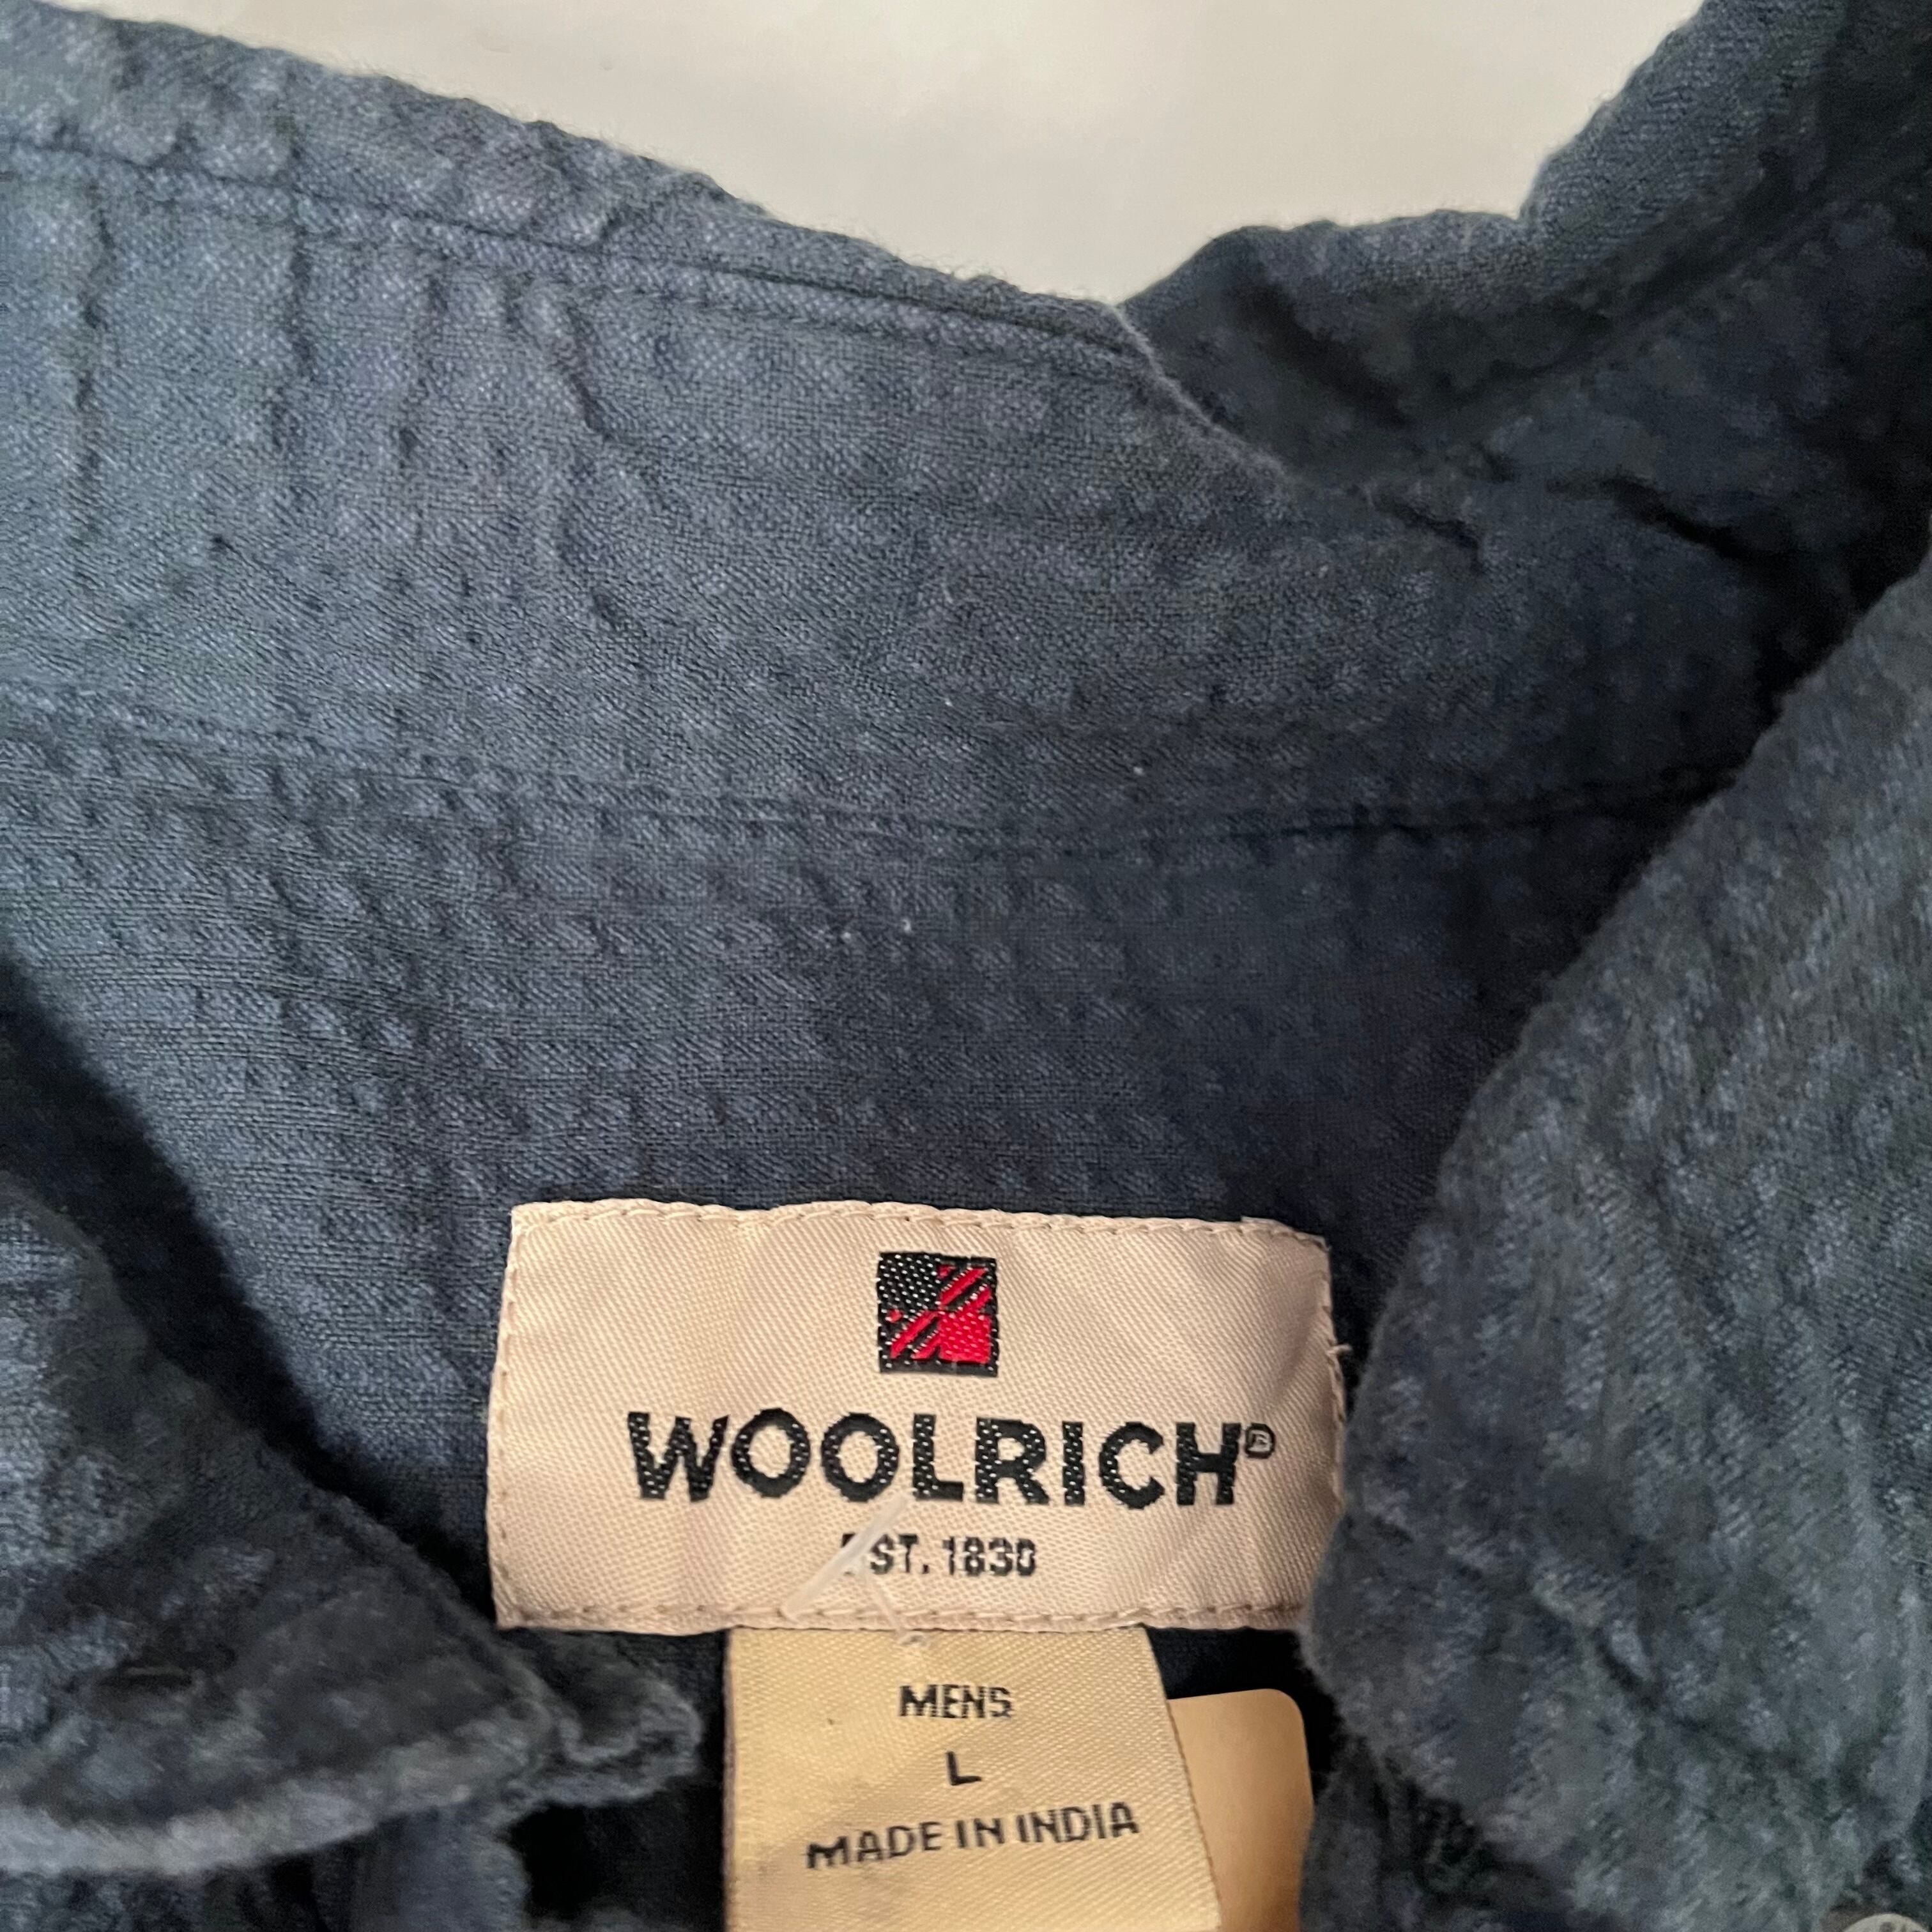 WOOLRICH®
EST. 1830
MENS
L
MADE IN INDIA